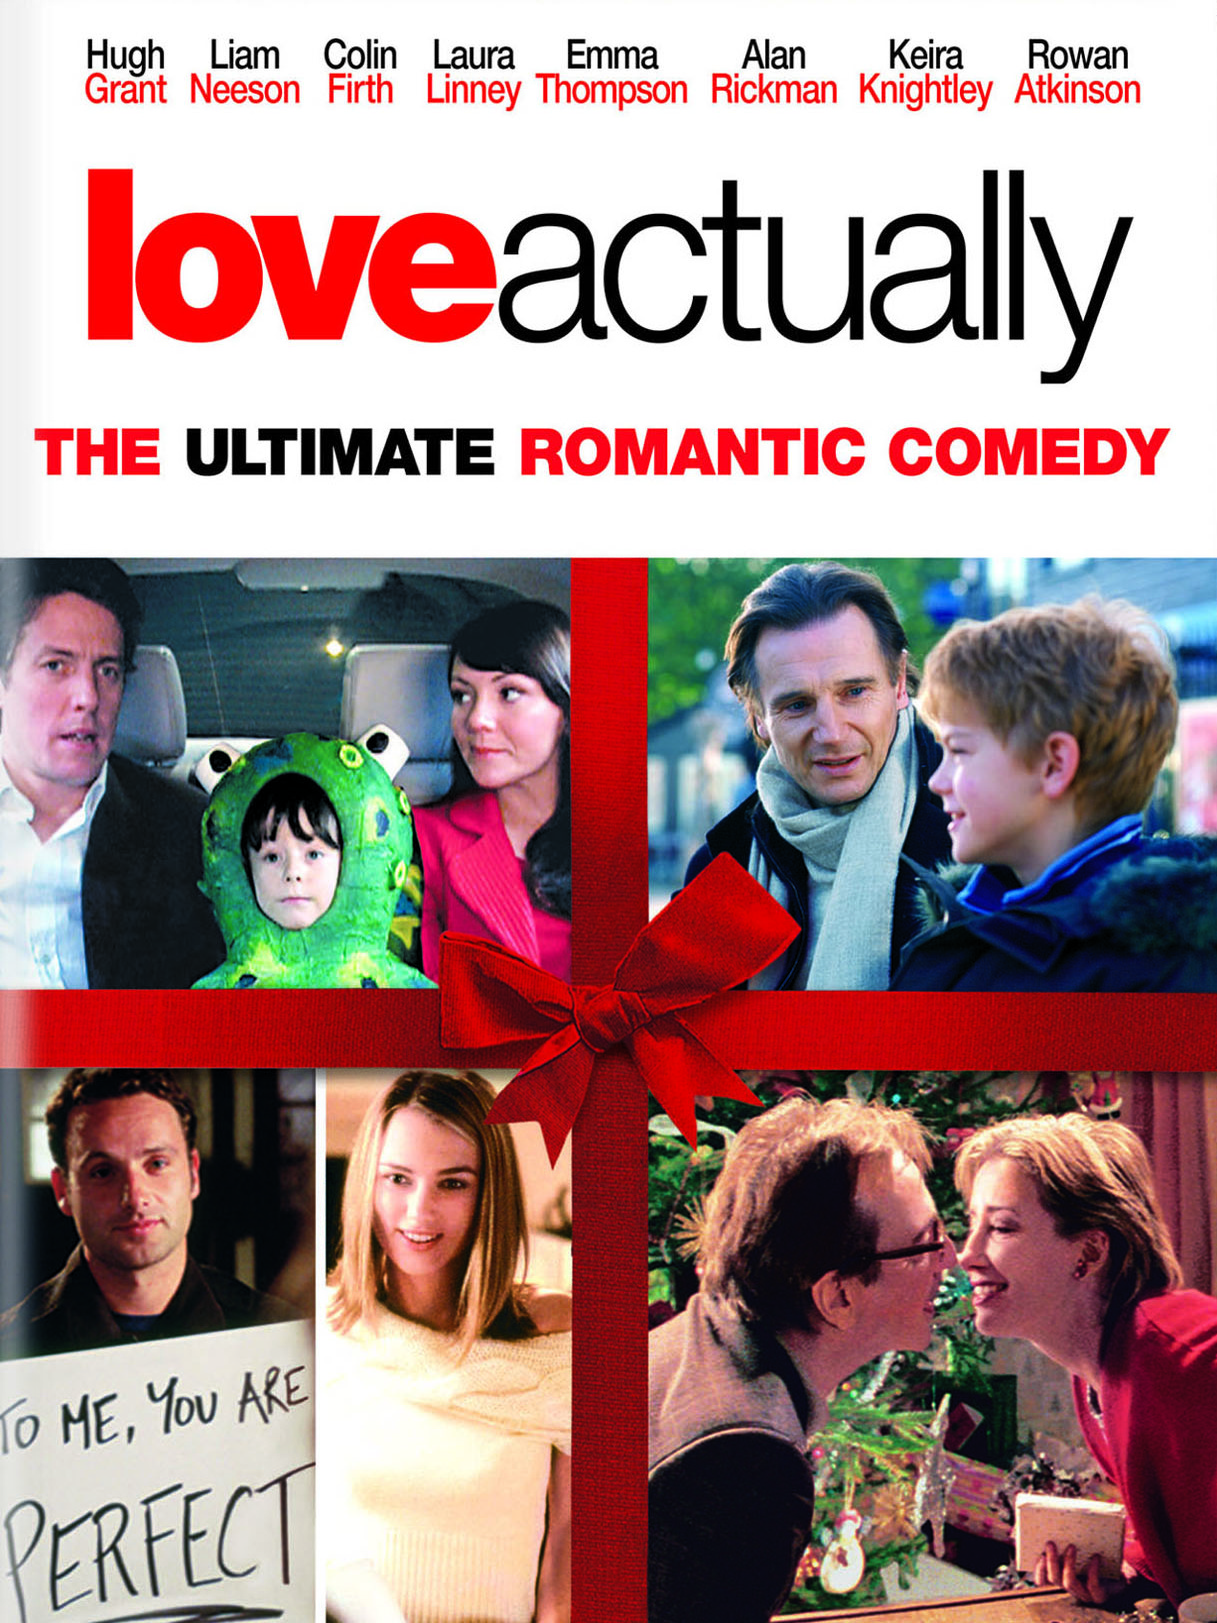 Hugh Liam Colin Laura Emma Alan Keira Rowan
Grant Neeson Firth Linney Thompson Rickman Knightley Atkinson
loveactually
THE ULTIMATE ROMANTIC COMEDY
TO ME, YOU ARE
PERFECT